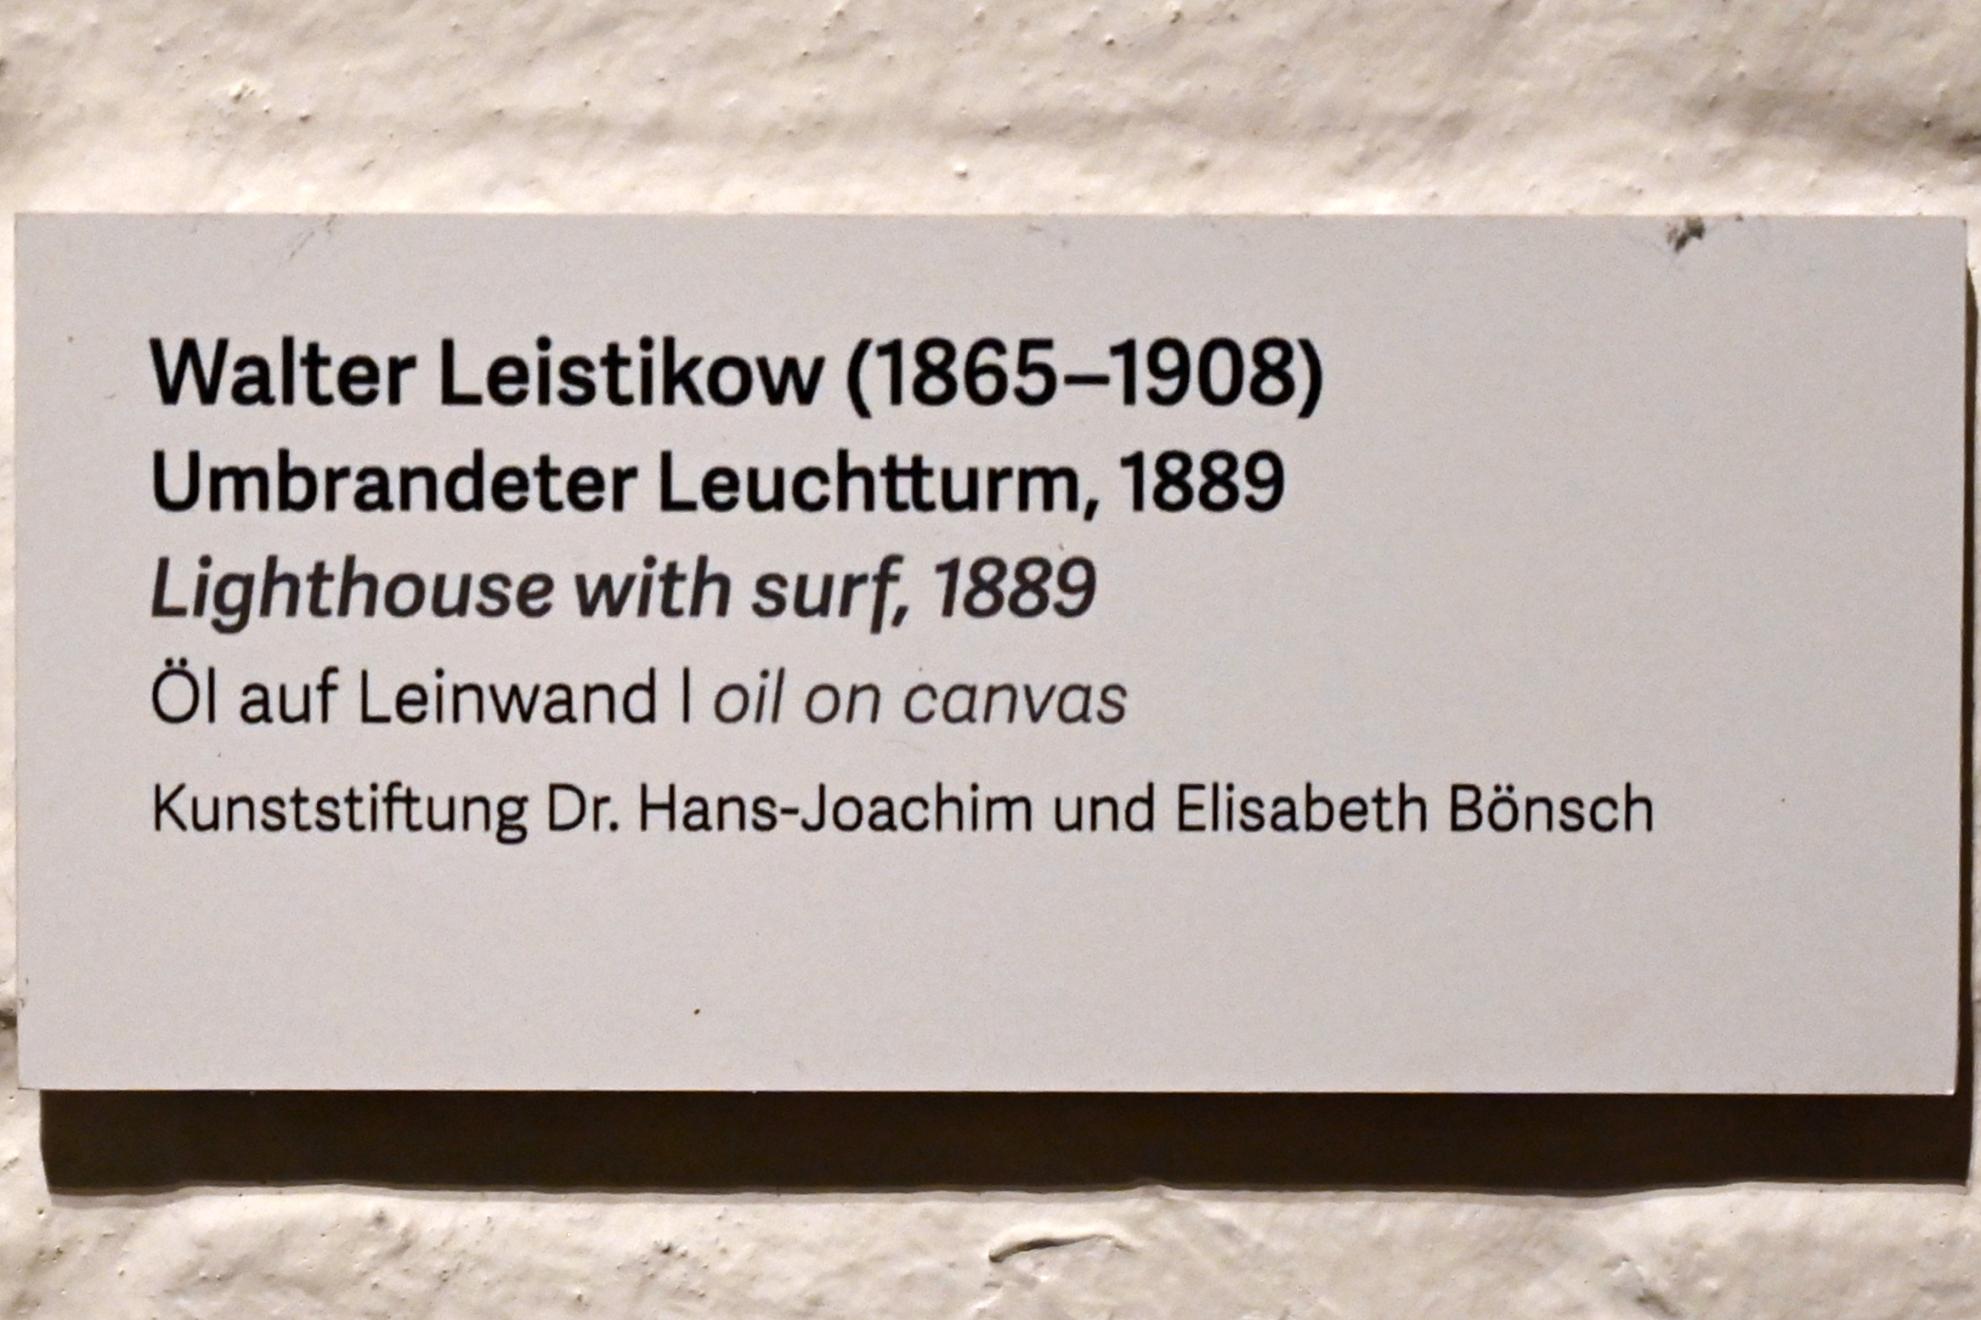 Walter Leistikow (1865–1908)
Umbrandeter Leuchtturm, 1889
Lighthouse with surf, 1889
Öl auf Leinwand | oil on canvas
Kunststiftung Dr. Hans-Joachim und Elisabeth Bönsch